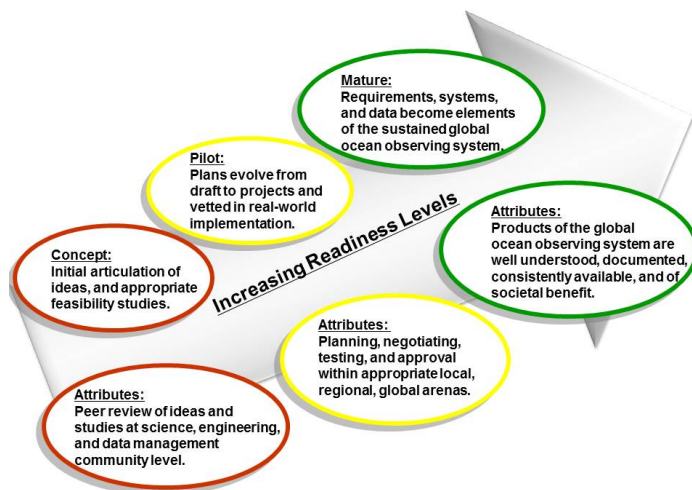 Mature:
Requirements, systems,
and data become elements
of the sustained global
ocean observing system.
Pilot:
Plans evolve from
draft to projects and
vetted in real-world
implementation.
Concept:
Initial articulation of
ideas, and appropriate
feasibility studies.
Increasing Readiness Levels
Attributes:
Products of the global
ocean observing system are
well understood, documented,
consistently available, and of
societal benefit.
Attributes:
Planning, negotiating,
testing, and approval
within appropriate local,
regional, global arenas.
Attributes:
Peer review of ideas and
studies at science, engineering,
and data management
community level.